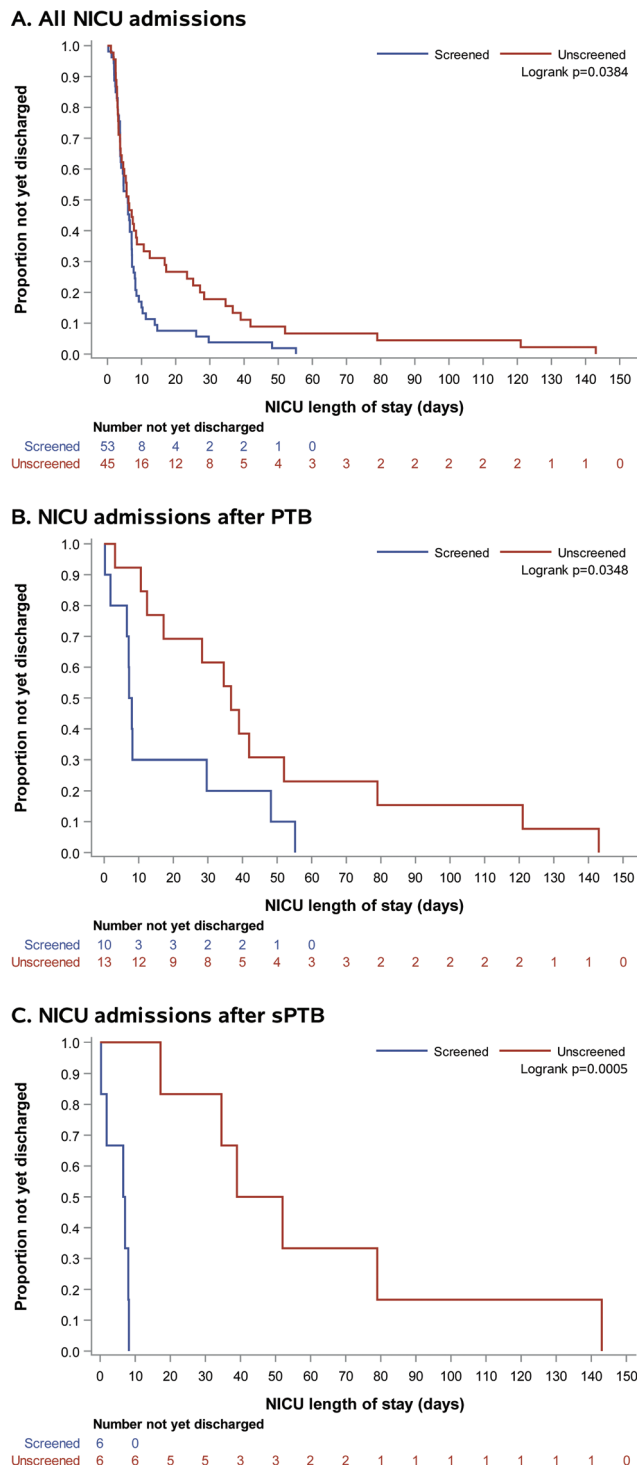 A. All NICU admissions
Screened Unscreened
Logrank p=0.0384
Proportion not yet discharged
1.0
0.9
0.8
0.7
0.6
0.5
0.4
0.3
0.2
0.1
0.0
0 10 20 30 40 50 60 70 80 90 100 110 120 130 140 150
NICU length of stay (days)
Number not yet discharged
Screened 53 8 4 2 2 1 0
Unscreened 45 16 12 8 5 4 3 3 2 2 2 2 2 1 1 0
B. NICU admissions after PTB
Screened Unscreened
Logrank p=0.0348
Proportion not yet discharged
1.0
0.9
0.8
0.7
0.6
0.5
0.4
0.3
0.2
0.1
0.0
0 10 20 30 40 50 60 70 80 90 100 110 120 130 140 150
NICU length of stay (days)
Number not yet discharged
Screened 10 3 3 2 2 1 0
Unscreened 13 12 9 8 5 4 3 3 2 2 2 2 2 1 1 0
C. NICU admissions after sPTB
Screened Unscreened
Logrank p=0.0005
Proportion not yet discharged
1.0
0.9
0.8
0.7
0.6
0.5
0.4
0.3
0.2
0.1
0.0
0 10 20 30 40 50 60 70 80 90 100 110 120 130 140 150
NICU length of stay (days)
Number not yet discharged
Screened 6 0
Unscreened 6 6 5 5 3 3 2 2 1 1 1 1 1 1 1 0